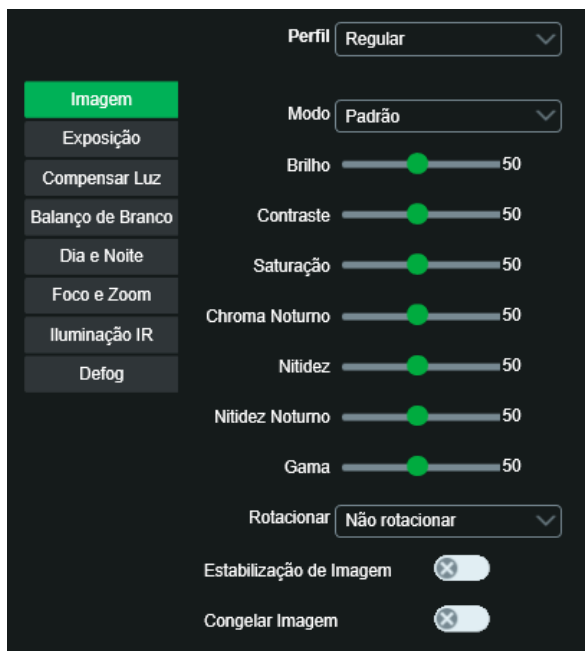 Perfil Regular
Imagem
Modo Padrão
Exposição
Brilho 50
Compensar Luz
Contraste 50
Balanço de Branco
Dia e Noite
Saturação 50
Foco e Zoom
Chroma Noturno 50
Iluminação IR
Nitidez 50
Defog
Nitidez Noturno 50
Gama 50
Rotacionar Não rotacionar
Estabilização de Imagem
Congelar Imagem